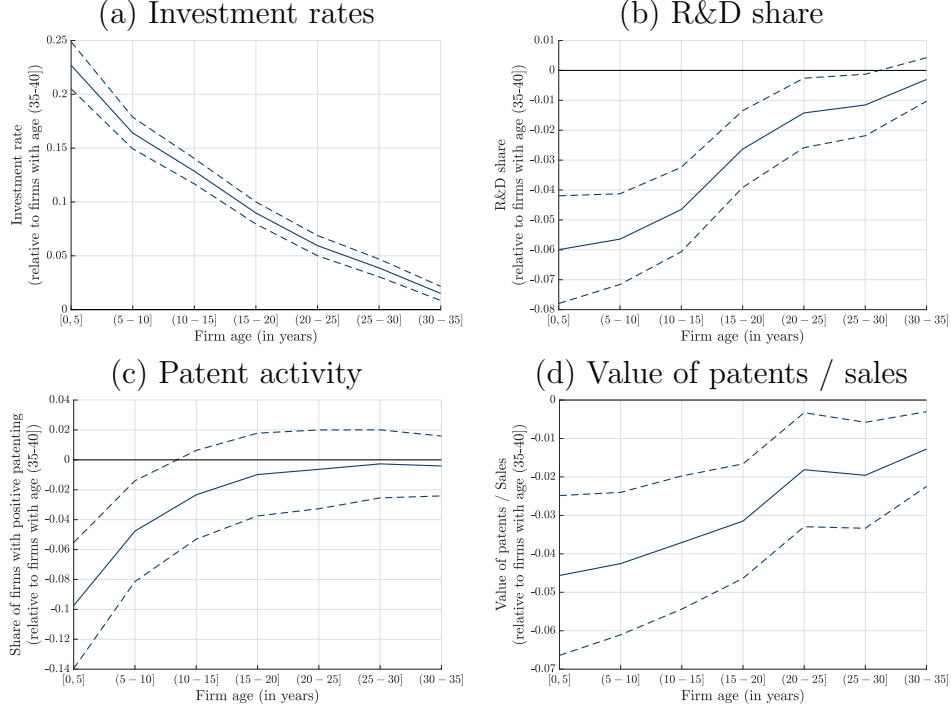 (a) Investment rates
0.25
0.2
0.15
0.1
0.05
0
Investment rate
(relative to firms with age (35-40])
[0, 5]
(5 − 10]
(10 − 15]
(15 − 20]
(20 − 25]
(25 − 30]
(30 − 35]
Firm age (in years)
(b) R&D share
0.01
0
-0.01
-0.02
-0.03
-0.04
-0.05
-0.06
-0.07
-0.08
R&D share
(relative to firms with age (35-40])
[0, 5]
(5 − 10]
(10 − 15]
(15 − 20]
(20 − 25]
(25 − 30]
(30 − 35]
Firm age (in years)
(c) Patent activity
0.04
0.02
0
-0.02
-0.04
-0.06
-0.08
-0.1
-0.12
-0.14
Share of firms with positive patenting
(relative to firms with age (35-40])
[0, 5]
(5 − 10]
(10 − 15]
(15 − 20]
(20 − 25]
(25 − 30]
(30 − 35]
Firm age (in years)
(d) Value of patents / sales
0
-0.01
-0.02
-0.03
-0.04
-0.05
-0.06
-0.07
Value of patents / Sales
(relative to firms with age (35-40])
[0, 5]
(5 − 10]
(10 − 15]
(15 − 20]
(20 − 25]
(25 − 30]
(30 − 35]
Firm age (in years)